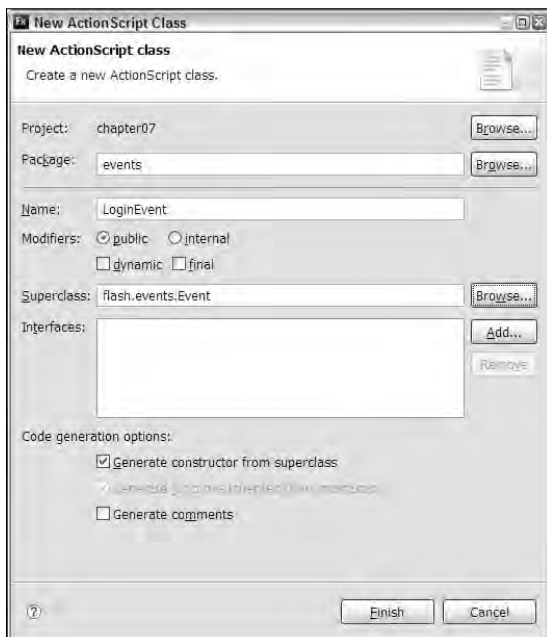 Fx New ActionScript Class
New ActionScript class
Create a new ActionScript class.
Project: chapter07 Browse...
Package: events Browse...
Name: LoginEvent
Modifiers: public internal
dynamic final
Superclass: flash.events.Event Browse...
Interfaces: Add...
Remove
Code generation options:
Generate constructor from superclass
Generate
Generate comments
? Finish Cancel